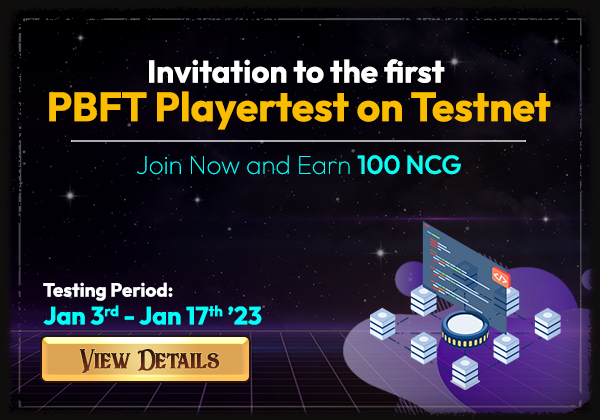 Invitation to the first
PBFT Playertest on Testnet
Join Now and Earn 100 NCG
Testing Period:
Jan 3rd - Jan 17th ’23
View Details
</>